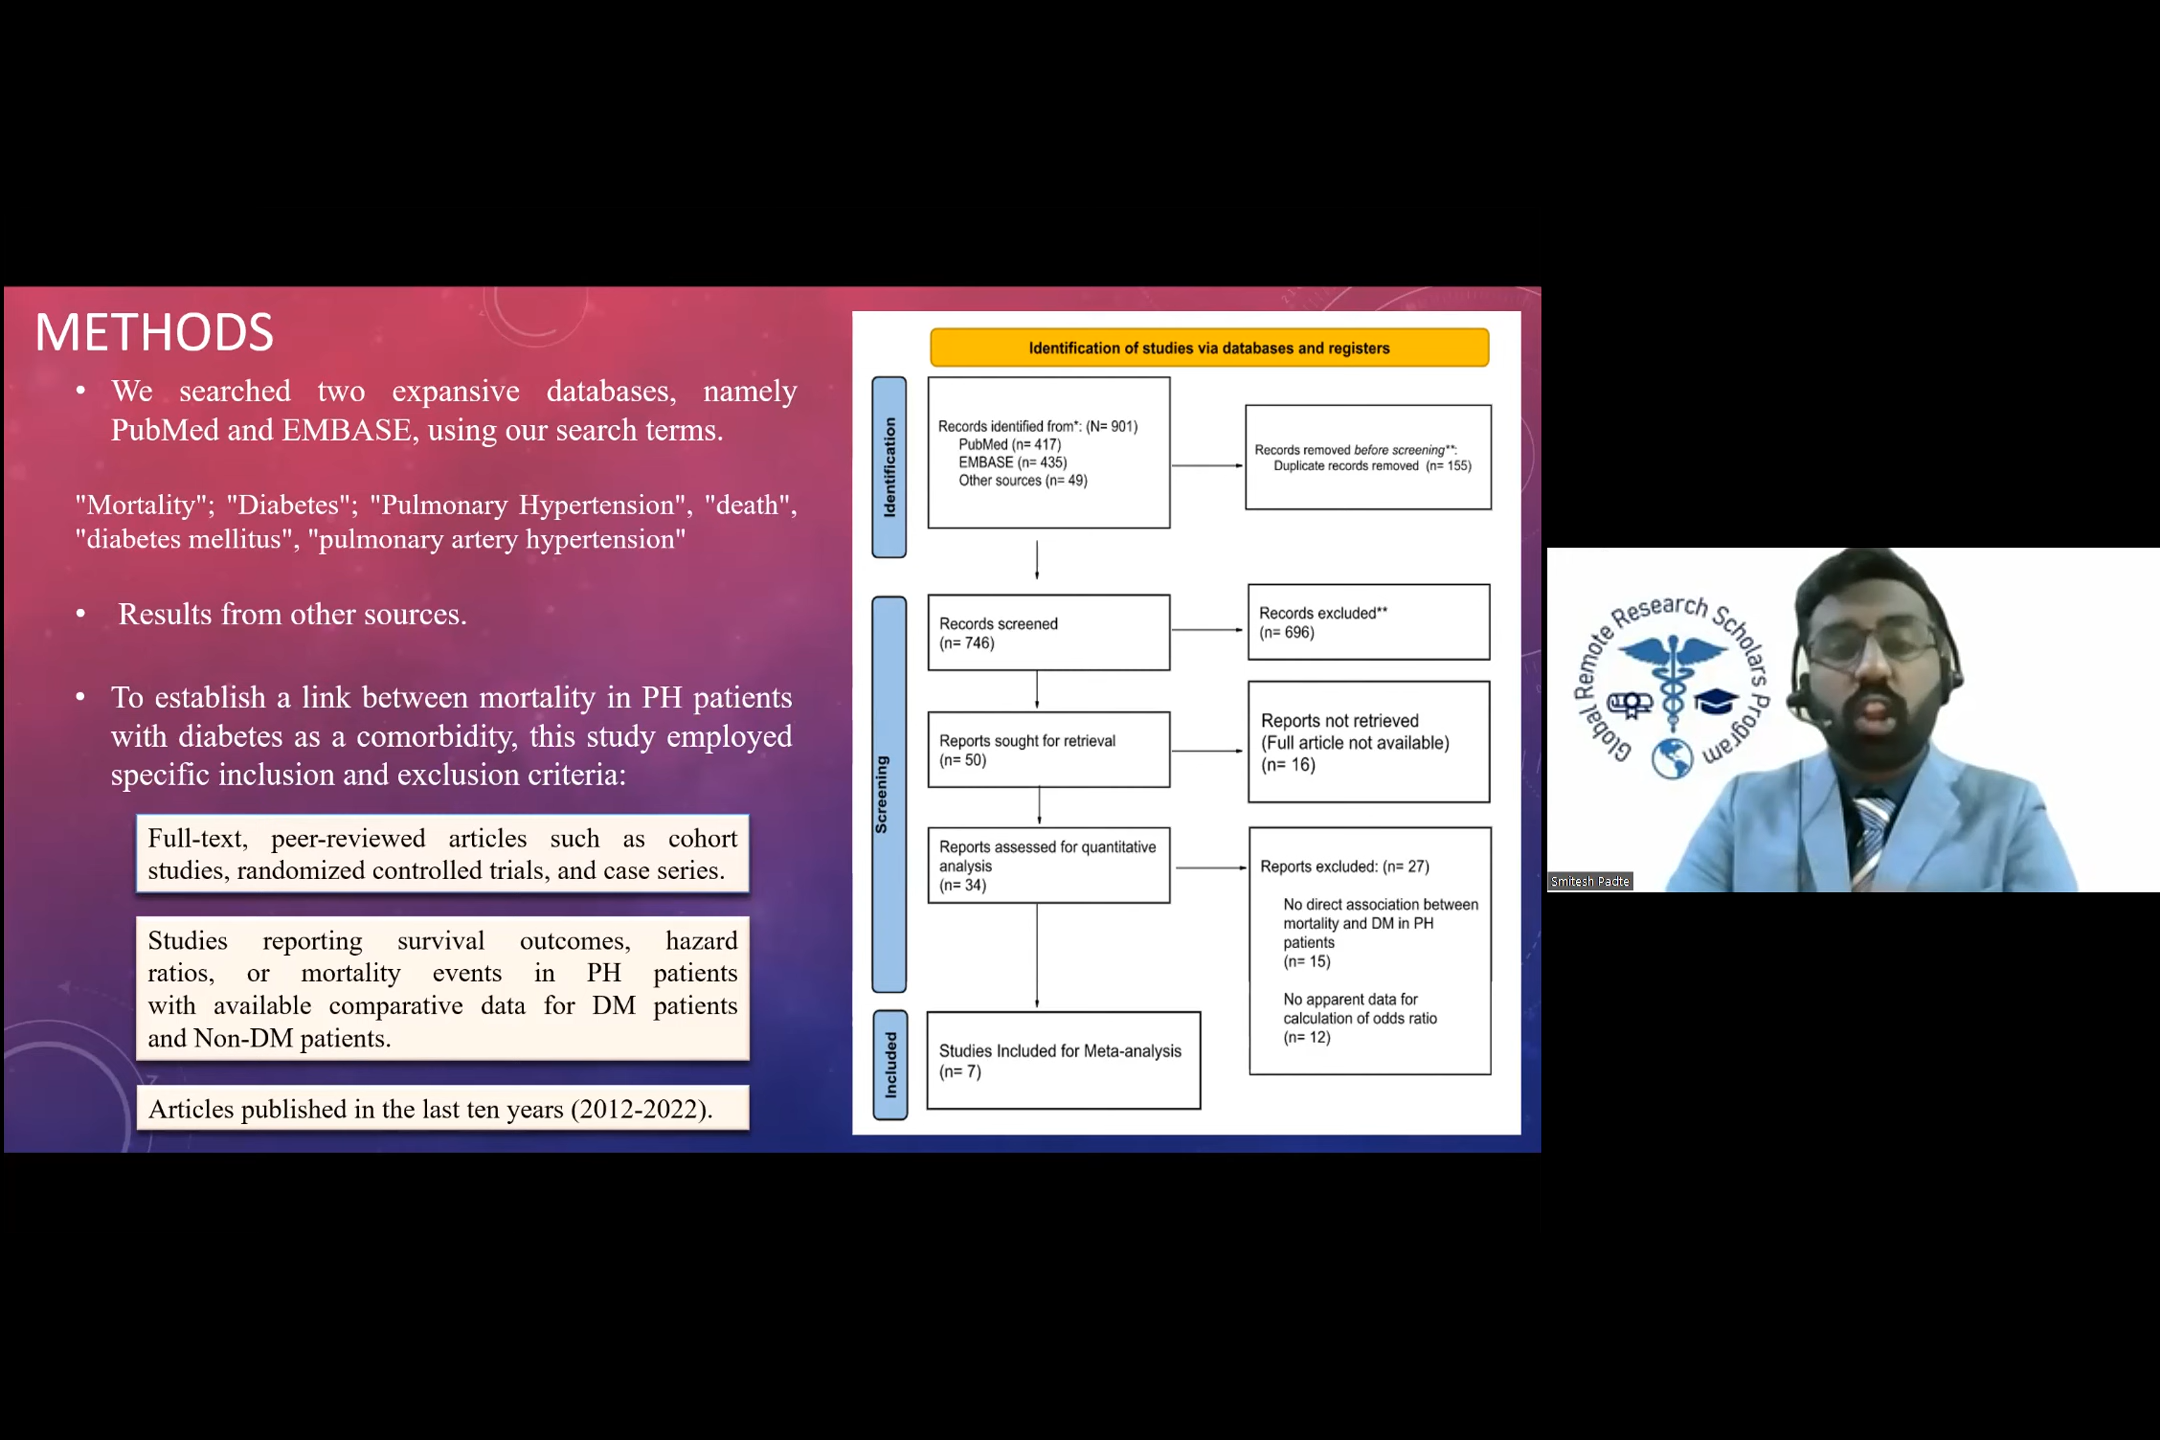 METHODS
• We searched two expansive databases, namely
PubMed and EMBASE, using our search terms.
"Mortality"; "Diabetes"; "Pulmonary Hypertension", "death",
"diabetes mellitus", "pulmonary artery hypertension"
• Results from other sources.
• To establish a link between mortality in PH patients
with diabetes as a comorbidity, this study employed
specific inclusion and exclusion criteria:
Full-text, peer-reviewed articles such as cohort
studies, randomized controlled trials, and case series.
Studies reporting survival outcomes, hazard
ratios, or mortality events in PH patients
with available comparative data for DM patients
and Non-DM patients.
Articles published in the last ten years (2012-2022).
Identification of studies via databases and registers
Identification
Records identified from*: (N= 901)
PubMed (n= 417)
EMBASE (n= 435)
Other sources (n= 49)
Records removed before screening**:
Duplicate records removed (n= 155)
Screening
Records screened
(n= 746)
Records excluded**
(n= 696)
Reports sought for retrieval
(n= 50)
Reports not retrieved
(Full article not available)
(n= 16)
Reports assessed for quantitative
analysis
(n= 34)
Reports excluded: (n= 27)
No direct association between
mortality and DM in PH
patients
(n= 15)
No apparent data for
calculation of odds ratio
(n= 12)
Included
Studies Included for Meta-analysis
(n= 7)
Global Remote Research Scholars Program
Smitesh Padte